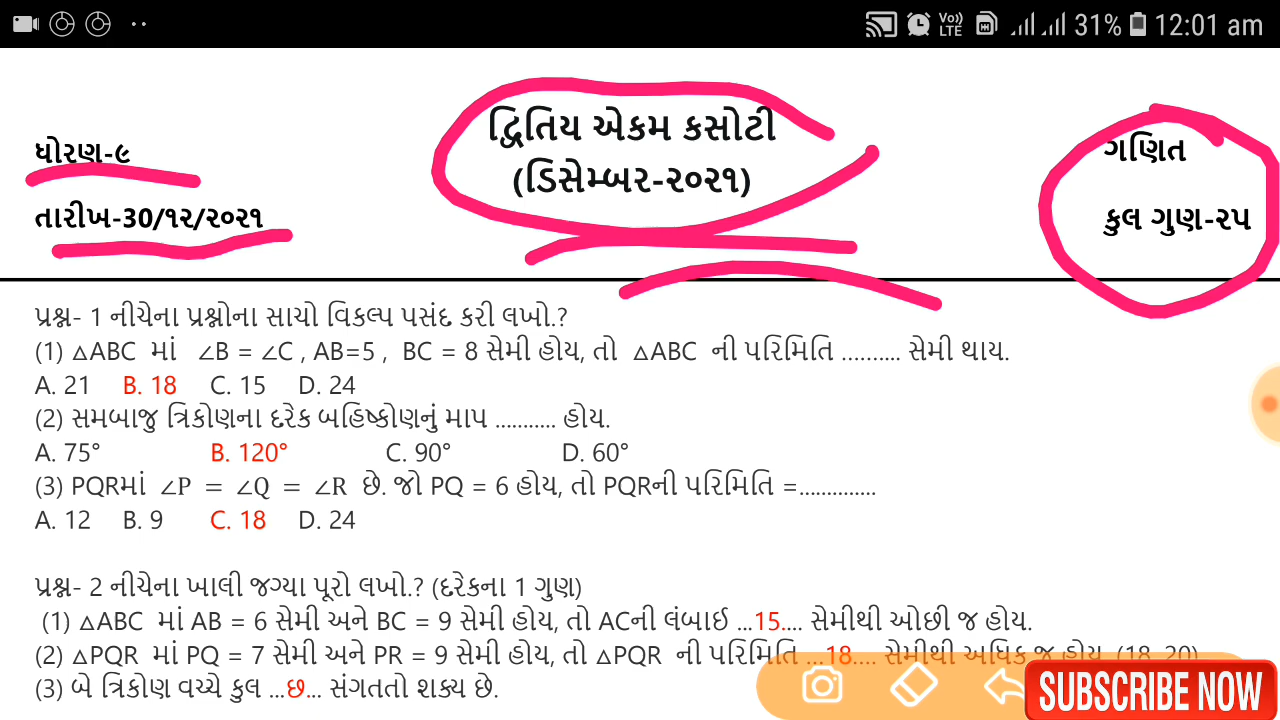 Vo))
LTE
31%
12:01 am
દ્વિતિય એકમ કસોટી
(ડિસેમ્બર-૨૦૨૧)
ધોરણ-૯
ગણિત
તારીખ-30/૧૨/૨૦૨૧
કુલ ગુણ-૨૫
પ્રશ્ન- 1 નીચેના પ્રશ્નોના સાચો વિકલ્પ પસંદ કરી લખો.?
(1) △ABC માં ∠B = ∠C , AB=5 , BC = 8 સેમી હોય, તો △ABC ની પરિમિતિ .......... સેમી થાય.
A. 21 B. 18 C. 15 D. 24
(2) સમબાજુ ત્રિકોણના દરેક બહિષ્કોણનું માપ ........... હોય.
A. 75° B. 120° C. 90° D. 60°
(3) PQRમાં ∠P = ∠Q = ∠R છે. જો PQ = 6 હોય, તો PQRની પરિમિતિ =..............
A. 12 B. 9 C. 18 D. 24
પ્રશ્ન- 2 નીચેના ખાલી જગ્યા પૂરો લખો.? (દરેકના 1 ગુણ)
(1) △ABC માં AB = 6 સેમી અને BC = 9 સેમી હોય, તો ACની લંબાઈ ...15.... સેમીથી ઓછી જ હોય.
(2) △PQR માં PQ = 7 સેમી અને PR = 9 સેમી હોય, તો △PQR ની પરિમિતિ ...18.... સેમીથી અધિક જ હોય. (18, 20)
(3) બે ત્રિકોણ વચ્ચે કુલ ...છ... સંગતતો શક્ય છે.
SUBSCRIBE NOW